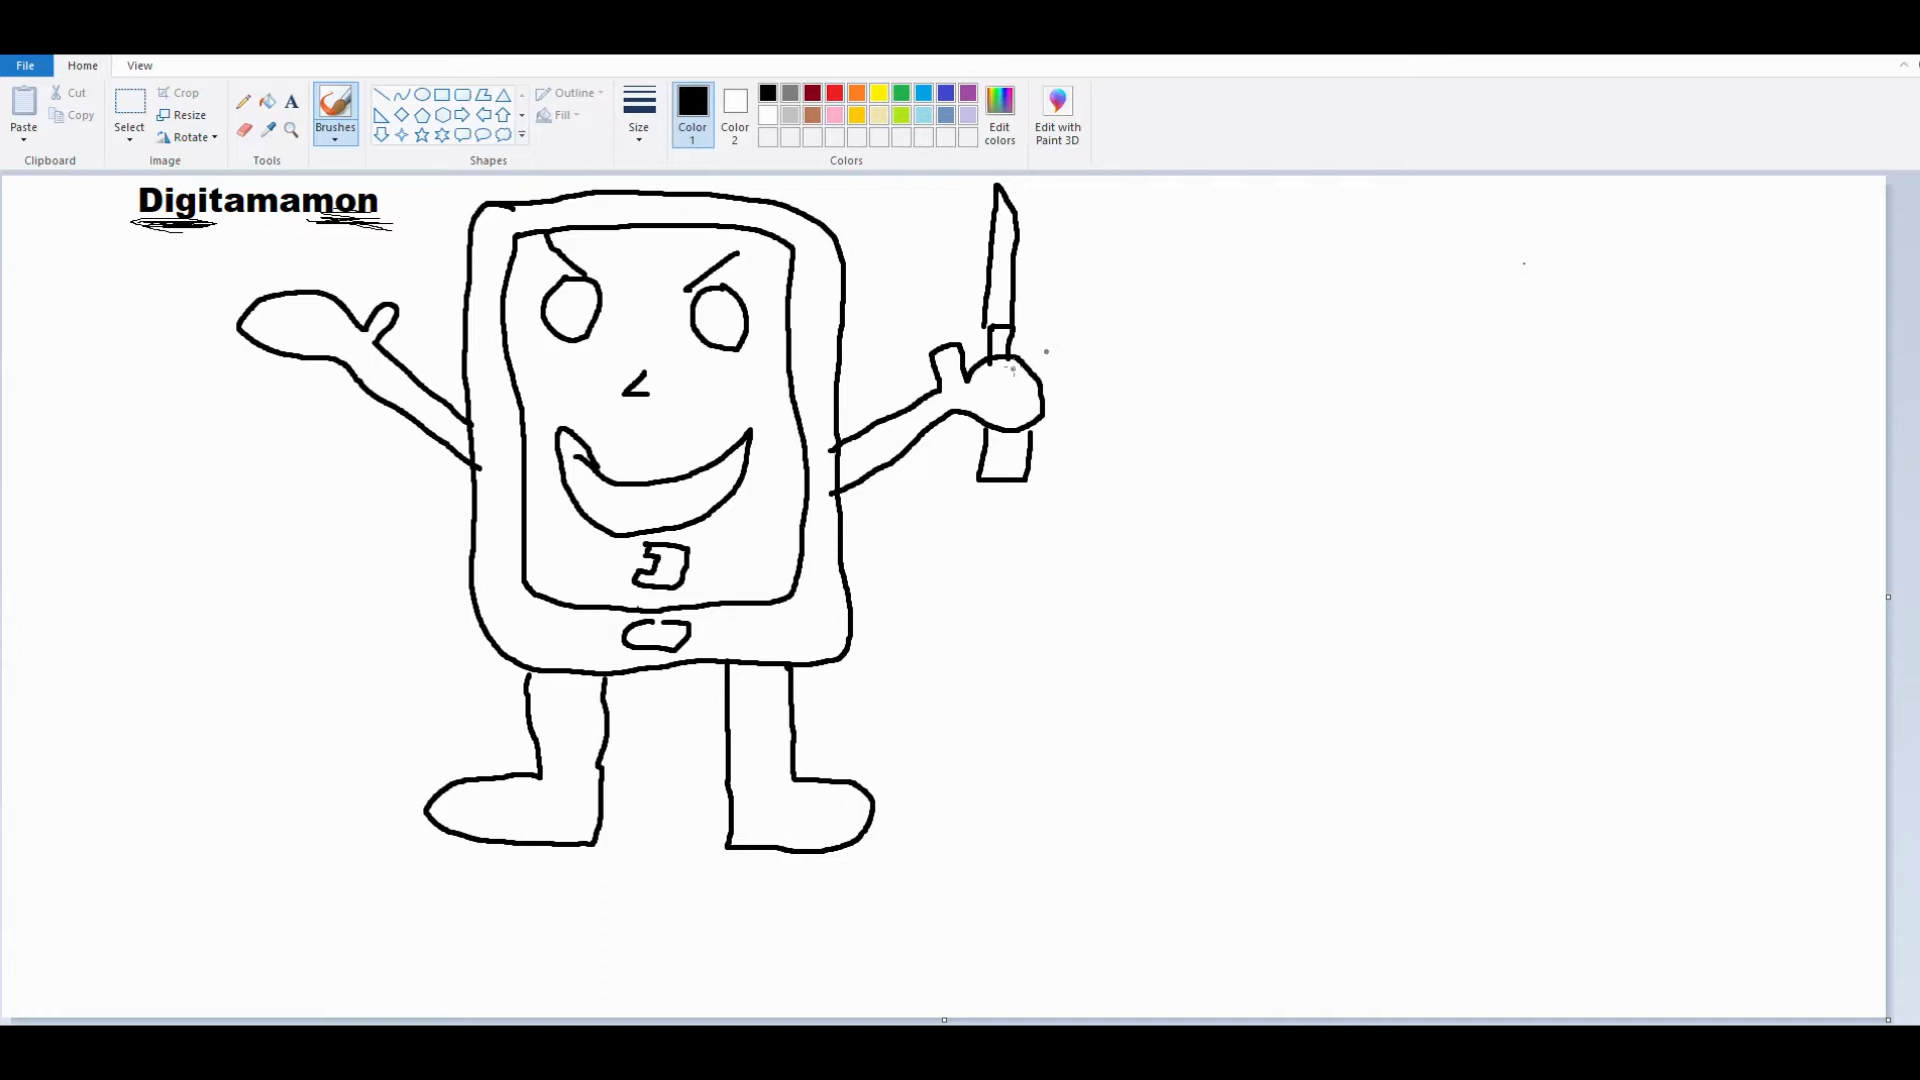 File Home View
Cut Crop Outline
Copy Resize Fill
Paste Select Rotate Brushes Size Color 1 Color 2 Edit colors Edit with Paint 3D
Clipboard Image Tools Shapes Colors
Digitamamon